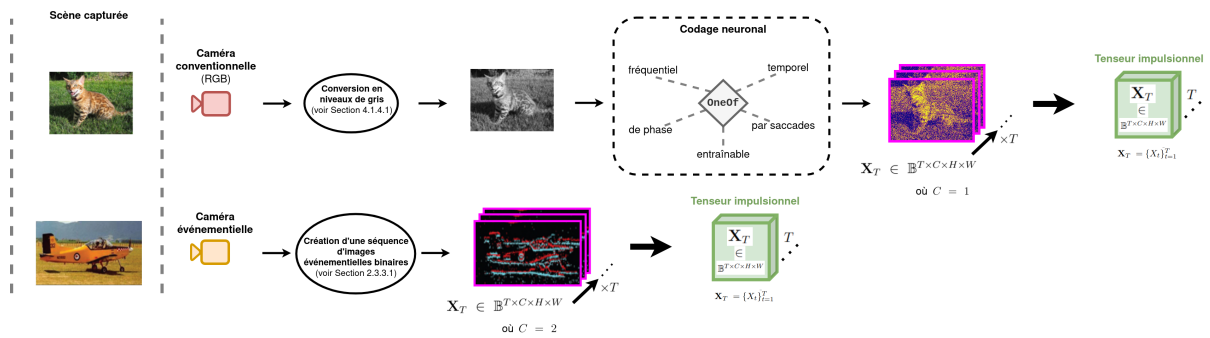 Scène capturée
Caméra
conventionnelle
(RGB)
Conversion en
niveaux de gris
(voir Section 4.1.4.1)
Codage neuronal
fréquentiel
temporel
OneOf
de phase
par saccades
entraînable
×T
X_T ∈ 𝔹^{T×C×H×W}
où C = 1
Tenseur impulsionnel
X_T
∈
𝔹^{T×C×H×W}
T
X_T = {X_t}_{t=1}^T
Caméra
événementielle
Création d'une séquence
d'images
événementielles binaires
(voir Section 2.3.3.1)
×T
X_T ∈ 𝔹^{T×C×H×W}
où C = 2
Tenseur impulsionnel
X_T
∈
𝔹^{T×C×H×W}
T
X_T = {X_t}_{t=1}^T